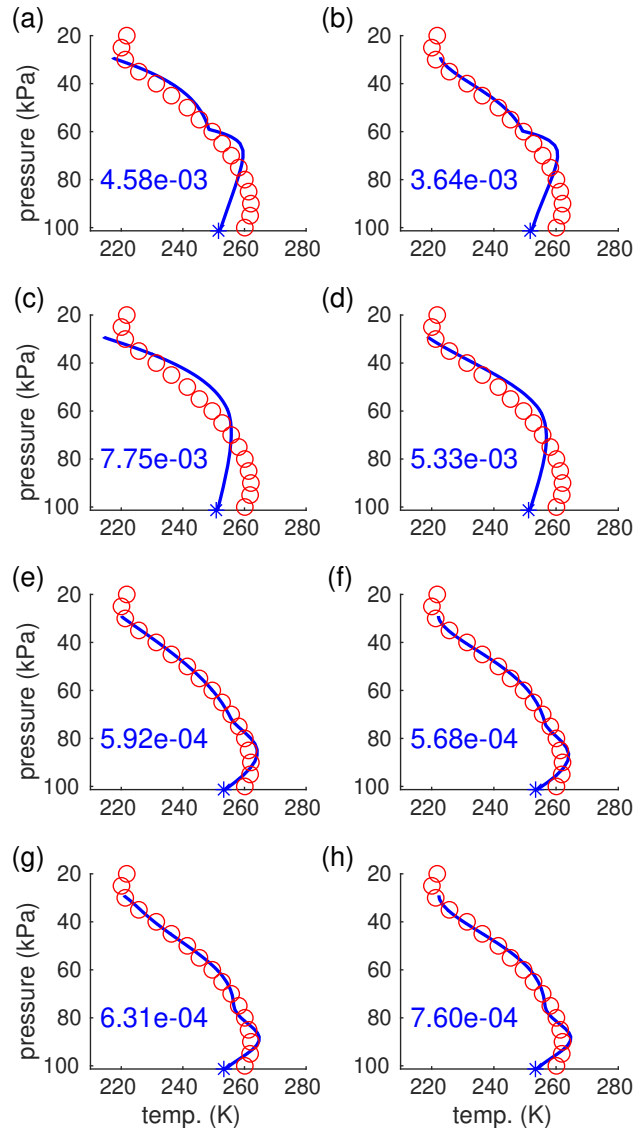 (a) (b)
20 20
40 40
60 60
80 4.58e-03 80 3.64e-03
100 100
220 240 260 280 220 240 260 280
pressure (kPa)
(c) (d)
20 20
40 40
60 60
80 7.75e-03 80 5.33e-03
100 100
220 240 260 280 220 240 260 280
pressure (kPa)
(e) (f)
20 20
40 40
60 60
80 5.92e-04 80 5.68e-04
100 100
220 240 260 280 220 240 260 280
pressure (kPa)
(g) (h)
20 20
40 40
60 60
80 6.31e-04 80 7.60e-04
100 100
220 240 260 280 220 240 260 280
pressure (kPa)
temp. (K) temp. (K)